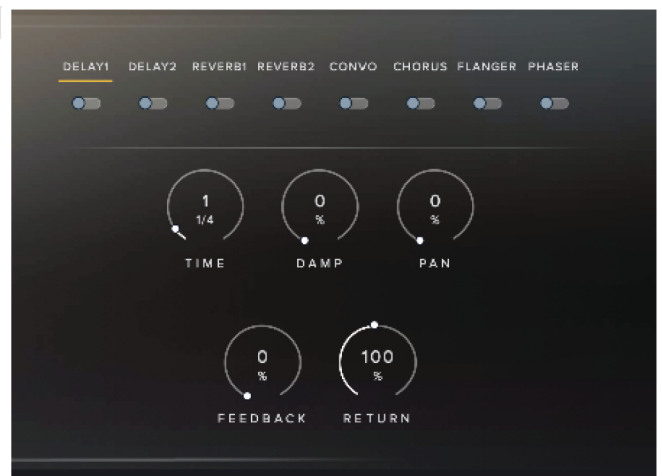 DELAY1 DELAY2 REVERB1 REVERB2 CONVO CHORUS FLANGER PHASER
1 0 0
1/4 % %
TIME DAMP PAN
0 100
% %
FEEDBACK RETURN